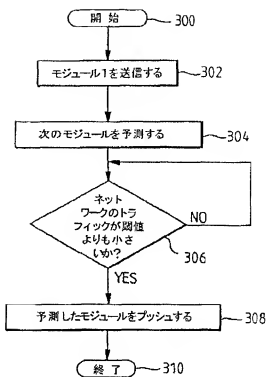 開始
300
モジュール1を送信する
302
次のモジュールを予測する
304
ネット
ワークのトラ
フィックが閾値
よりも小さ
いか?
NO
306
YES
予測したモジュールをプッシュする
308
終了
310